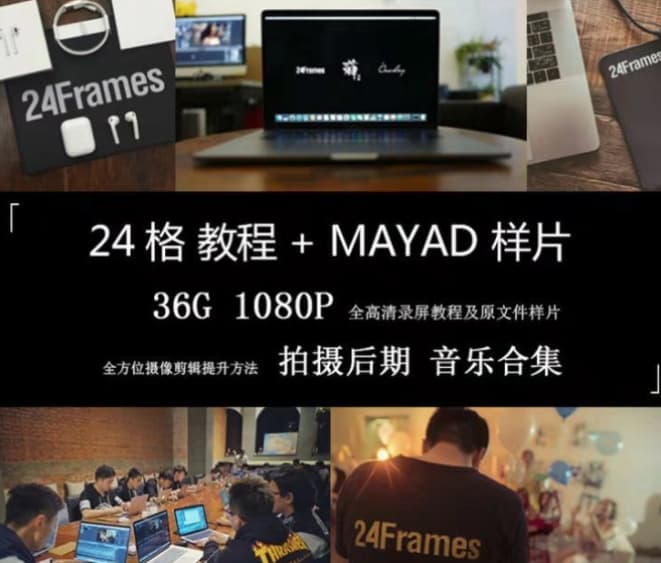 24Frames
24Frames
24Frames
「
24格 教程 + MAYAD 样片
36G 1080P 全高清录屏教程及原文件样片
全方位摄像剪辑提升方法 拍摄后期 音乐合集
」
THRASHER
24Frames